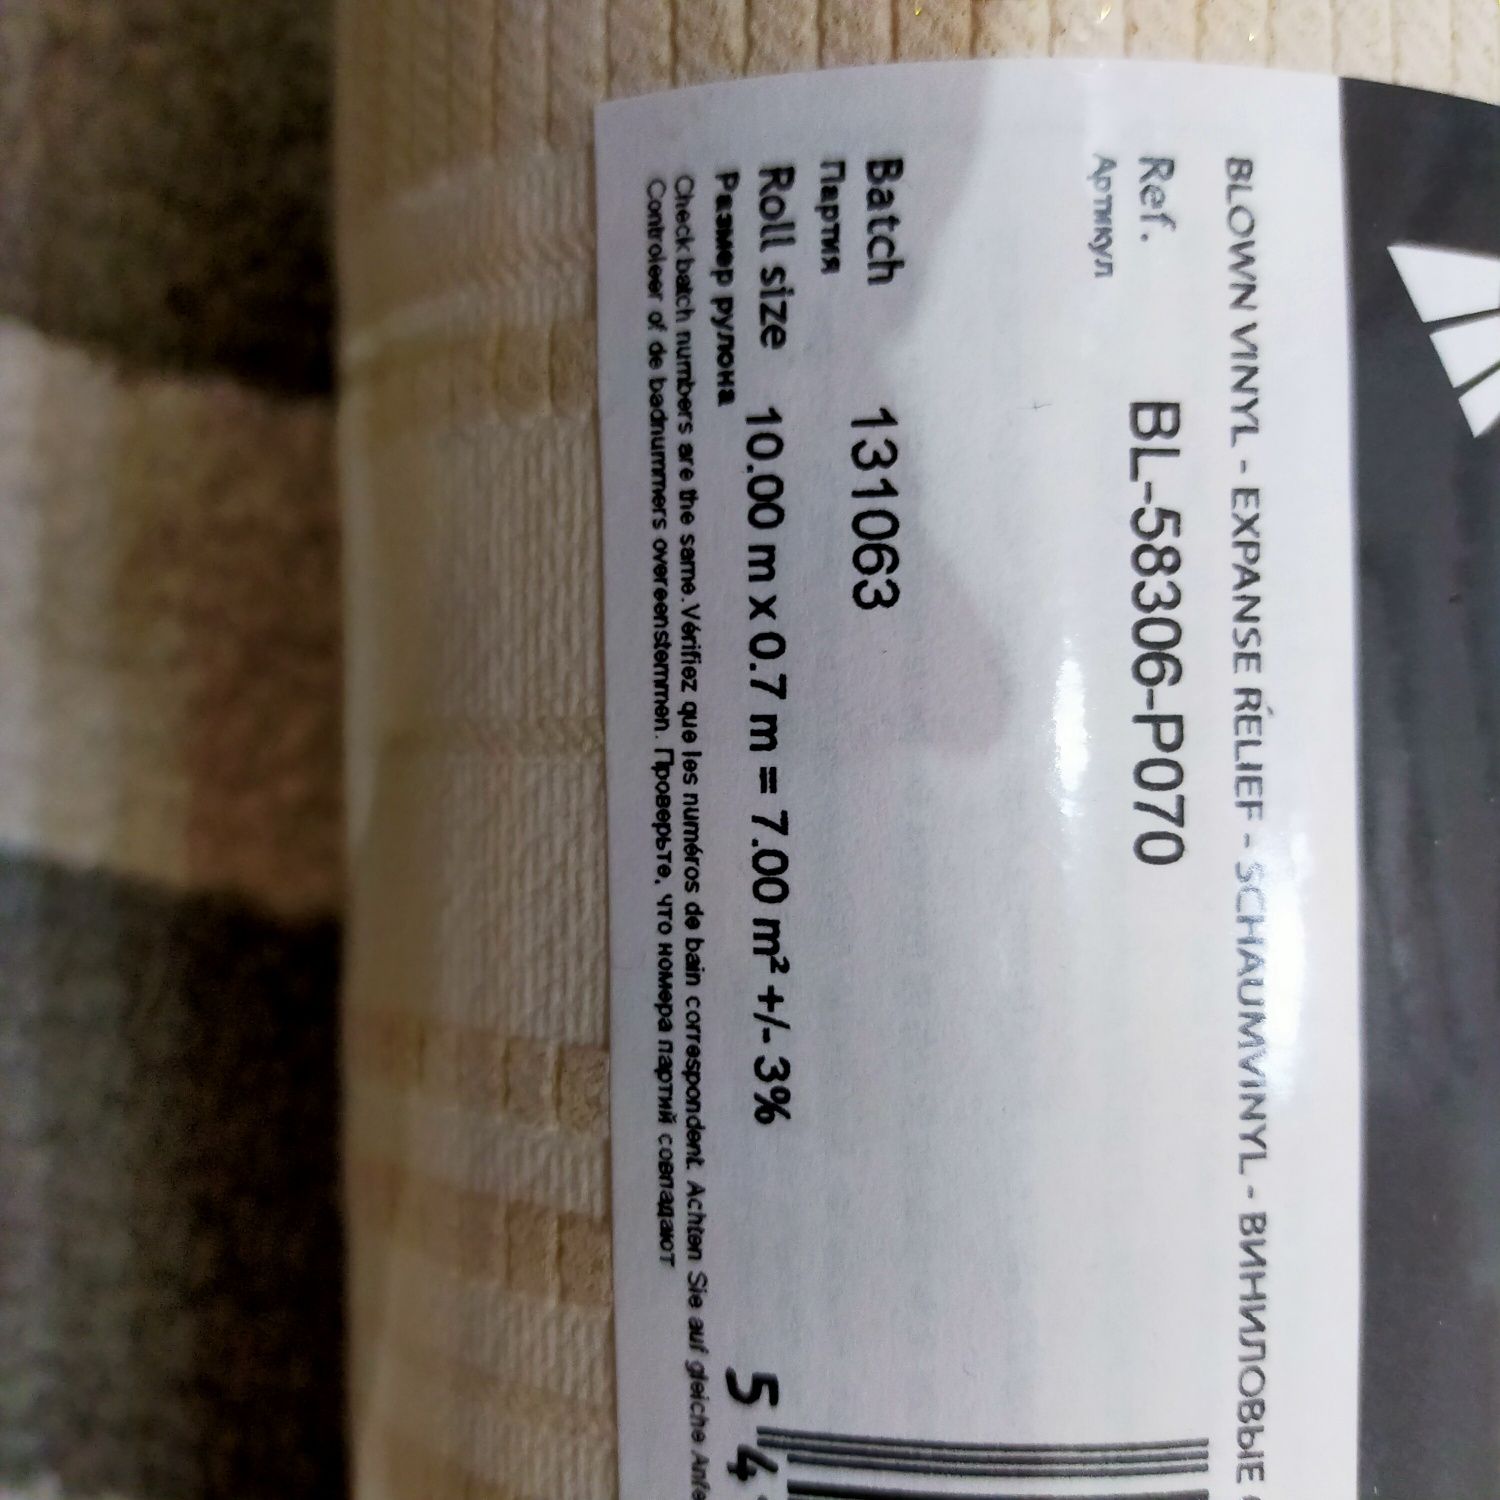 BLOWN VINYL - EXPANSE RÉLIEF - SCHAUMVINYL - ВИНИЛОВЫЕ
Ref. BL-58306-P070
Артикул
Batch 131063
Партия
Roll size 10.00 m x 0.7 m = 7.00 m² +/- 3%
Размер рулона
Check batch numbers are the same. Vérifiez que les numéros de bain correspondent. Achten Sie auf gleiche
Controleer of de badnummers overeenstemmen. Проверьте, что номера партий совпадают
5 4